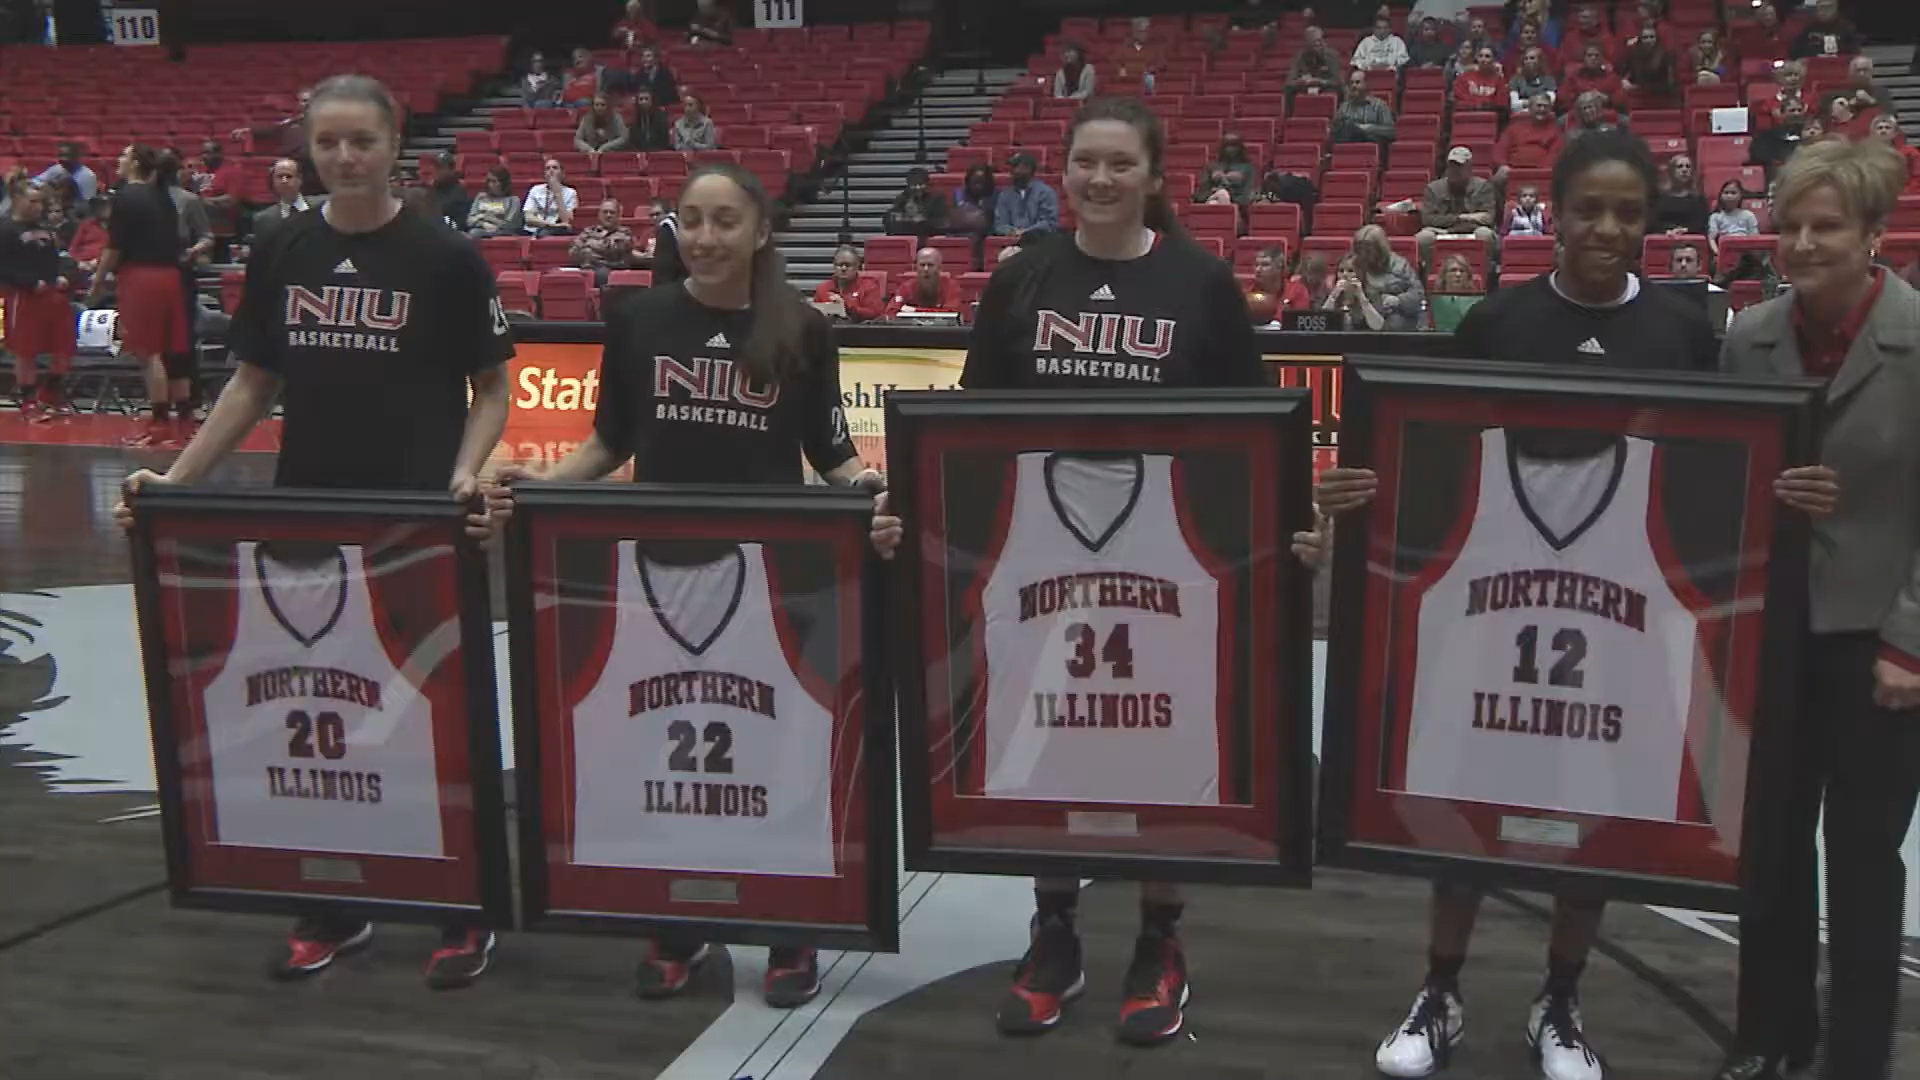 110
111
NIU
BASKETBALL
NIU
BASKETBALL
NIU
BASKETBALL
State
POSS
NORTHERN
20
ILLINOIS
NORTHERN
22
ILLINOIS
NORTHERN
34
ILLINOIS
NORTHERN
12
ILLINOIS